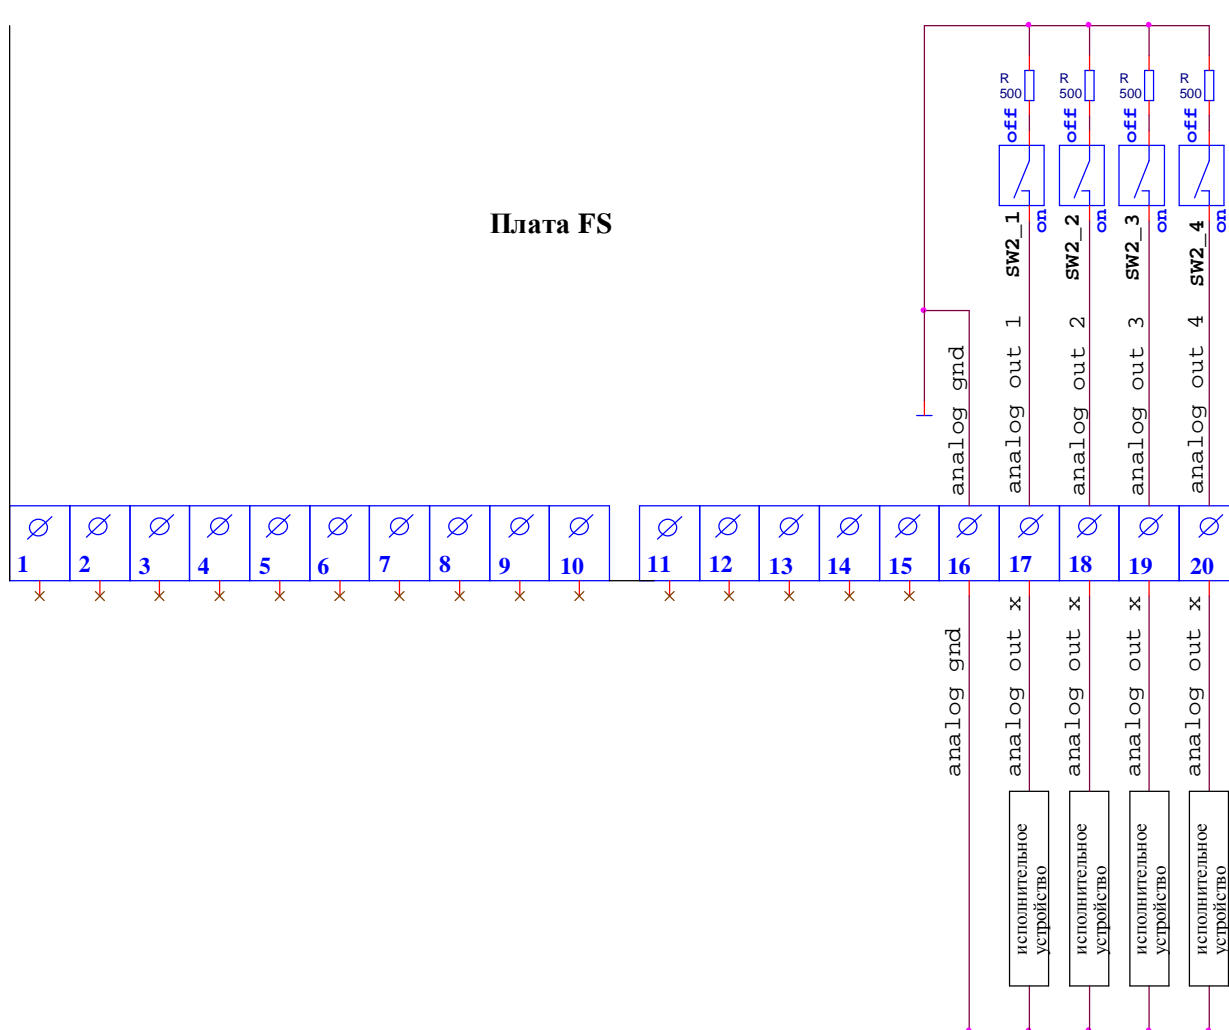 R
500
R
500
R
500
R
500
off
off
off
off
on
on
on
on
SW2_1
SW2_2
SW2_3
SW2_4
Плата FS
analog gnd
analog out 1
analog out 2
analog out 3
analog out 4
1
2
3
4
5
6
7
8
9
10
11
12
13
14
15
16
17
18
19
20
analog gnd
analog out x
analog out x
analog out x
analog out x
исполнительное
устройство
исполнительное
устройство
исполнительное
устройство
исполнительное
устройство